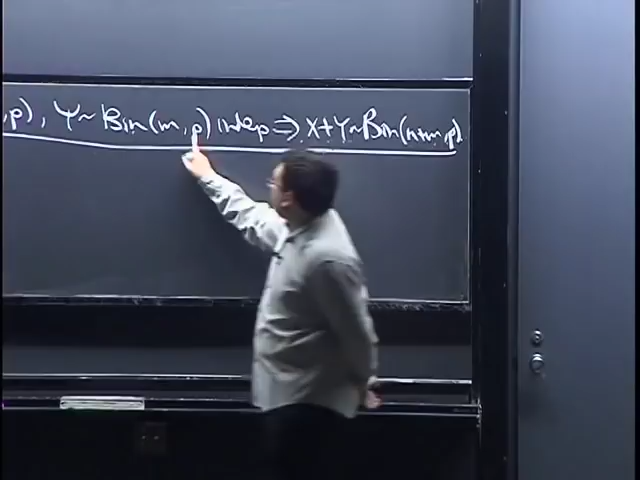 ,p), Y~Bin(m,p) indep ⇒ X+Y~Bin(n+m,p)